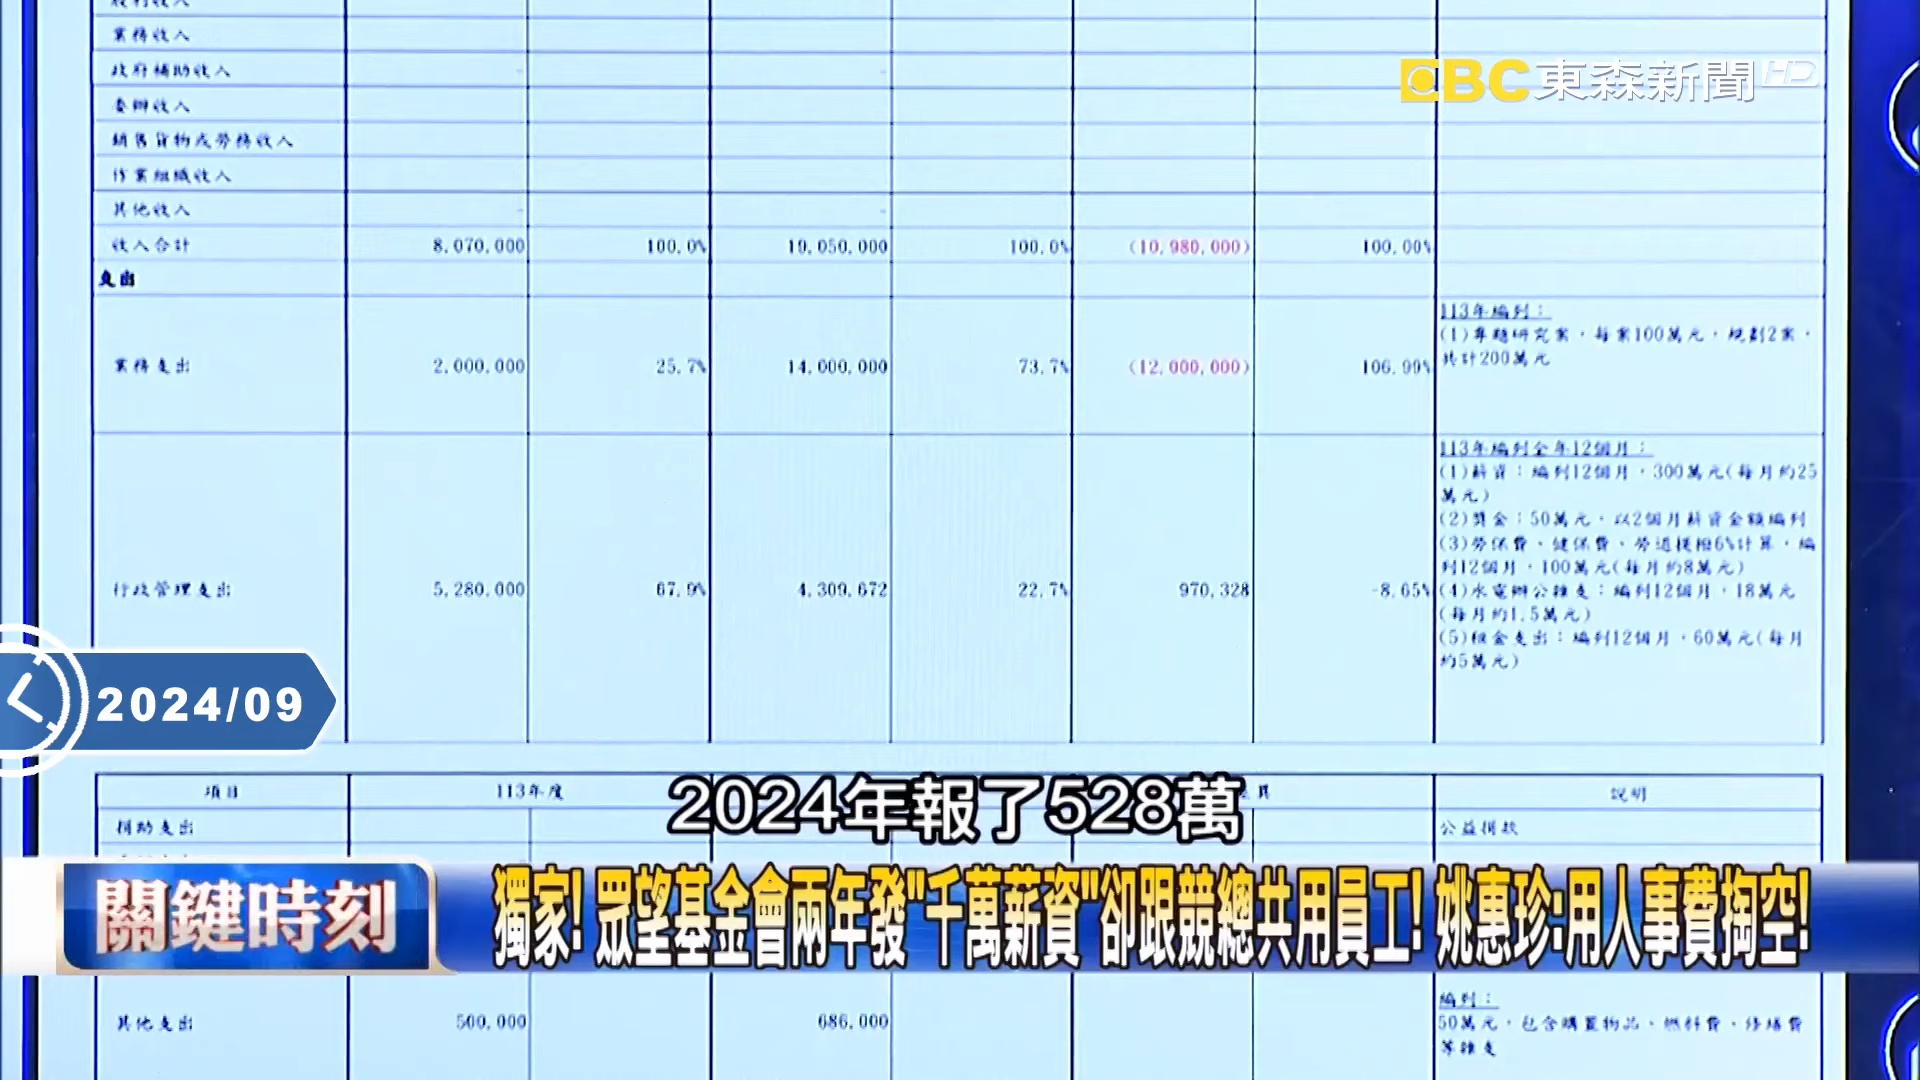 股利收入
業務收入
政府補助收入 - -
委辦收入
銷售貨物或勞務收入
作業組織收入
其他收入 - -
收入合計 8,070,000 100.0% 19,050,000 100.0% (10,980,000) 100.00%
支出
業務支出 2,000,000 25.7% 14,000,000 73.7% (12,000,000) 106.99%
113年編列：
(1)專題研究案，每案100萬元，規劃2案，
共計200萬元
行政管理支出 5,280,000 67.9% 4,309,672 22.7% 970,328 -8.65%
113年編列全年12個月：
(1)薪資：編列12個月，300萬元(每月約25
萬元)
(2)獎金：50萬元，以2個月薪資金額編列
(3)勞保費、健保費、勞退提撥6%計算，編
列12個月，100萬元(每月約8萬元)
(4)水電辦公雜支：編列12個月，18萬元
(每月約1.5萬元)
(5)租金支出：編列12個月，60萬元(每月
約5萬元)
項目 113年度 說明
捐助支出 公益捐款
其他支出 500,000 686,000
編列：
50萬元，包含購置物品、燃料費、修繕費
等雜支
EBC東森新聞HD
2024/09
2024年報了528萬
關鍵時刻
獨家! 眾望基金會兩年發"千萬薪資"卻跟競總共用員工! 姚惠珍:用人事費掏空!